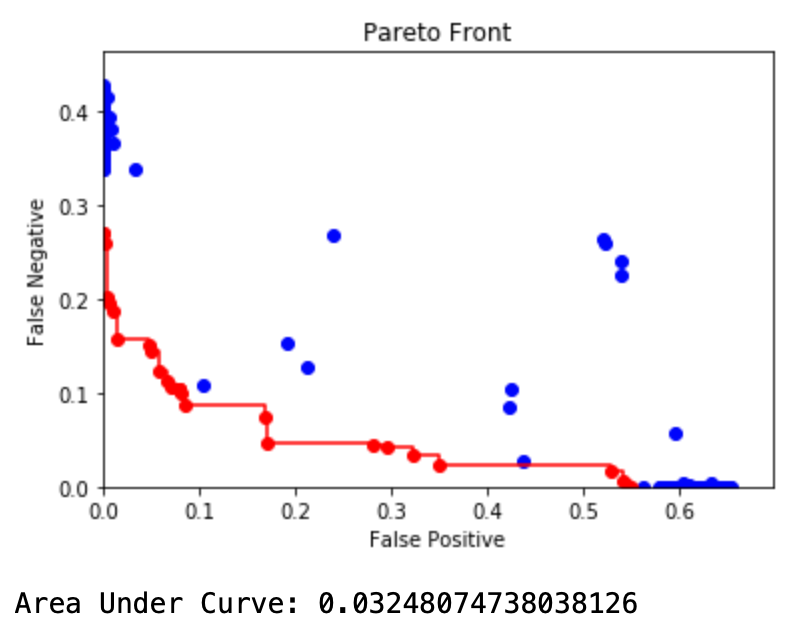 Pareto Front
0.4
0.3
0.2
0.1
0.0
False Negative
0.0 0.1 0.2 0.3 0.4 0.5 0.6
False Positive
Area Under Curve: 0.03248074738038126